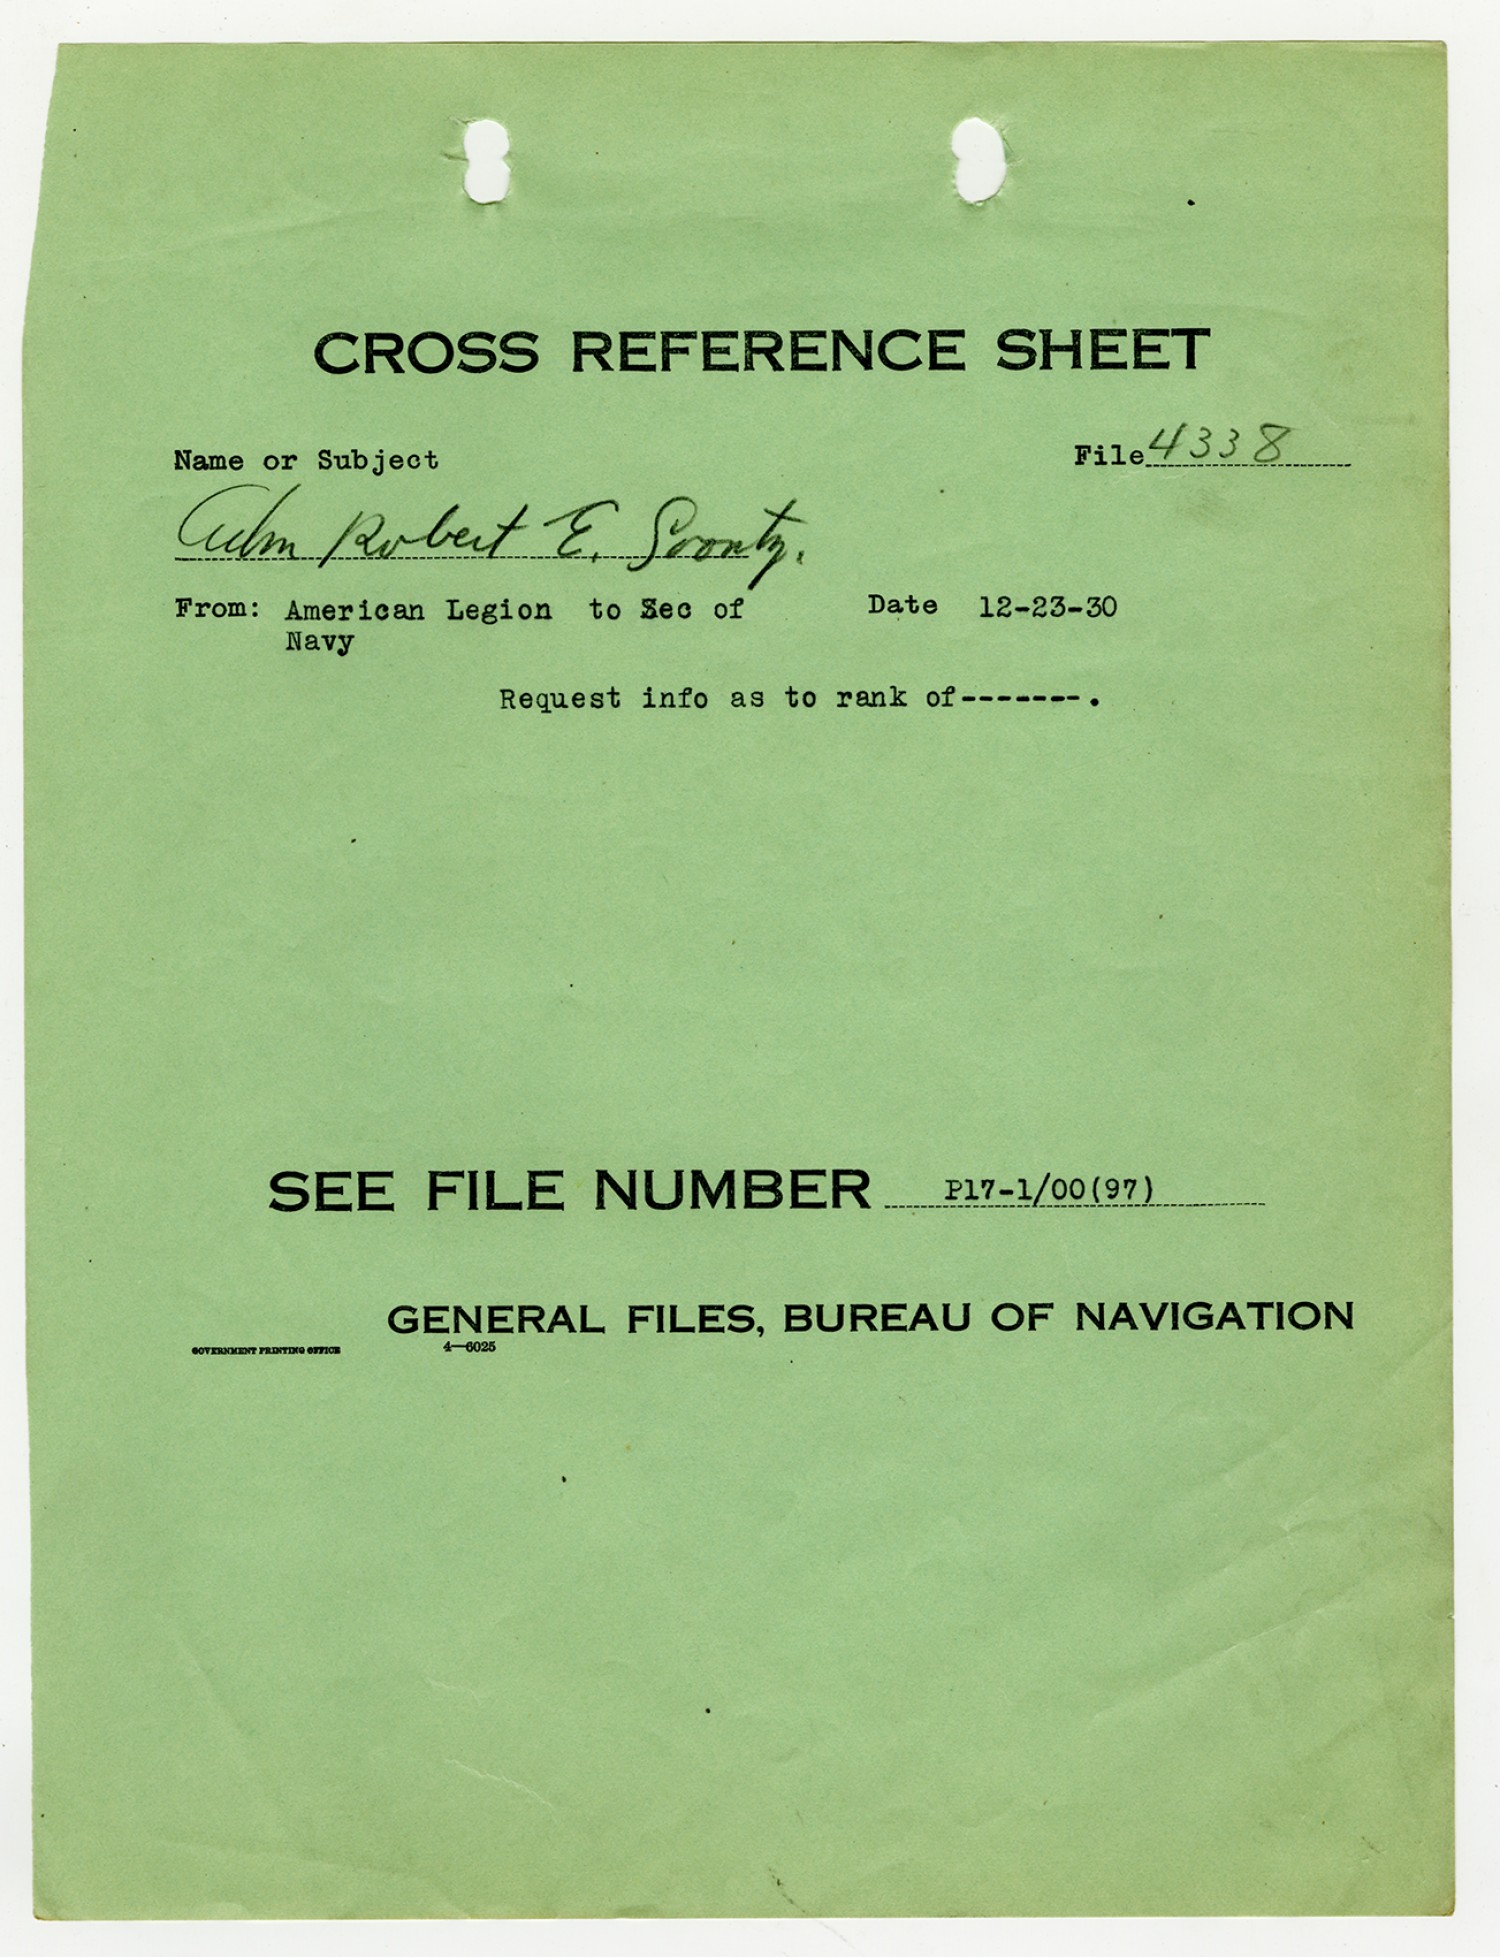 CROSS REFERENCE SHEET
Name or Subject
File 4338
Adm Robert E. Coontz.
From: American Legion to Sec of Date 12-23-30
Navy
Request info as to rank of-------.
SEE FILE NUMBER P17-1/00(97)
GENERAL FILES, BUREAU OF NAVIGATION
GOVERNMENT PRINTING OFFICE 4—6025